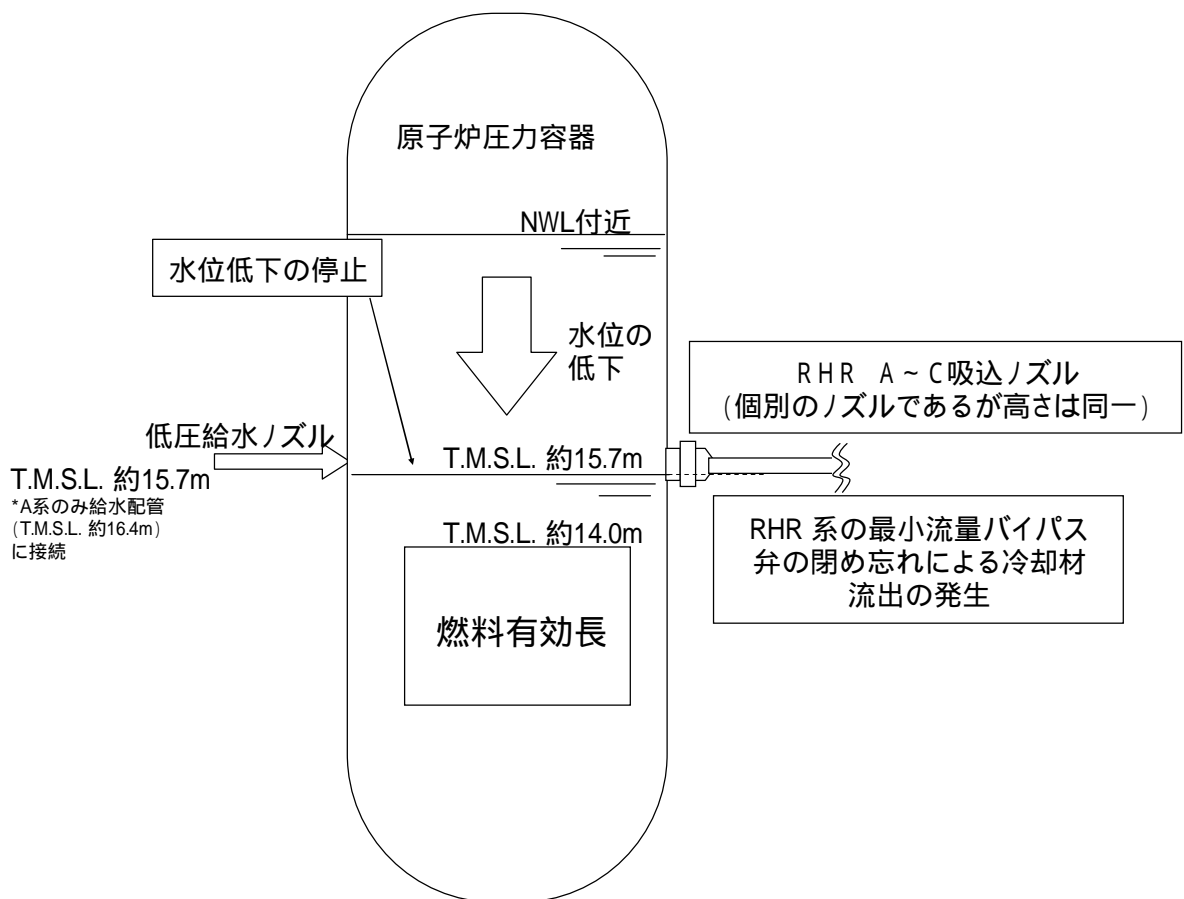 原子炉圧力容器
NWL付近
水位低下の停止
水位の
低下
RHR A~C吸込ノズル
(個別のノズルであるが高さは同一)
低圧給水ノズル
T.M.S.L. 約15.7m
*A系のみ給水配管
(T.M.S.L. 約16.4m)
に接続
T.M.S.L. 約15.7m
T.M.S.L. 約14.0m
RHR 系の最小流量バイパス
弁の閉め忘れによる冷却材
流出の発生
燃料有効長